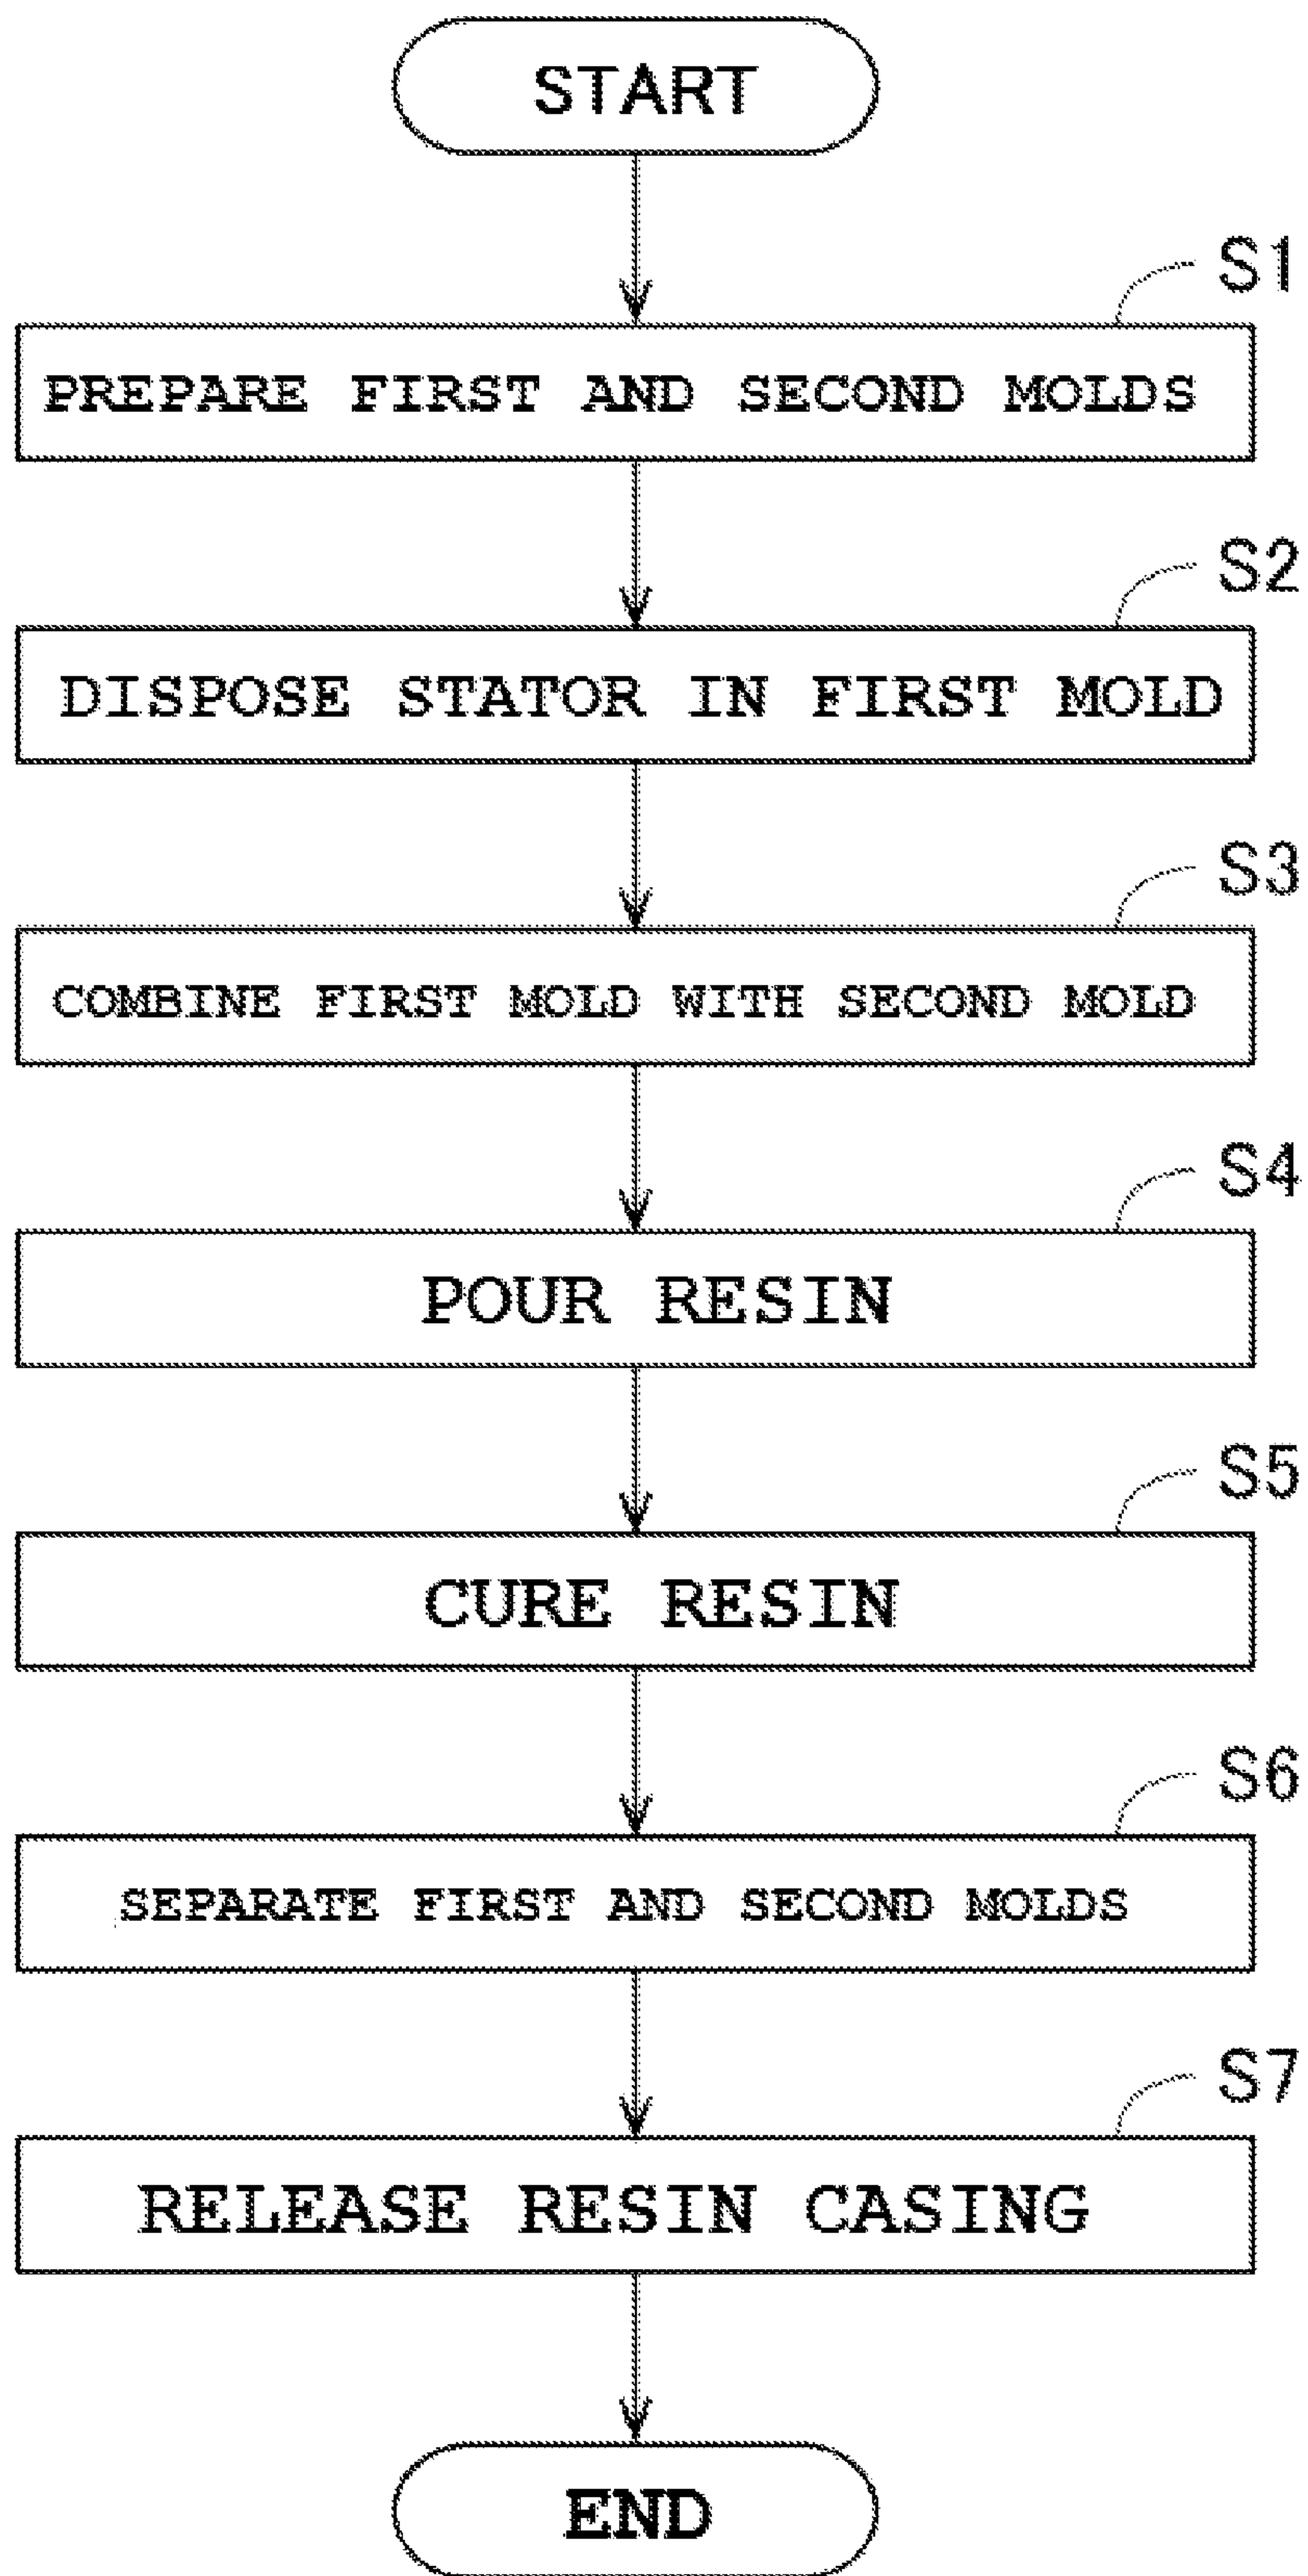 START
S1
PREPARE FIRST AND SECOND MOLDS
S2
DISPOSE STATOR IN FIRST MOLD
S3
COMBINE FIRST MOLD WITH SECOND MOLD
S4
POUR RESIN
S5
CURE RESIN
S6
SEPARATE FIRST AND SECOND MOLDS
S7
RELEASE RESIN CASING
END